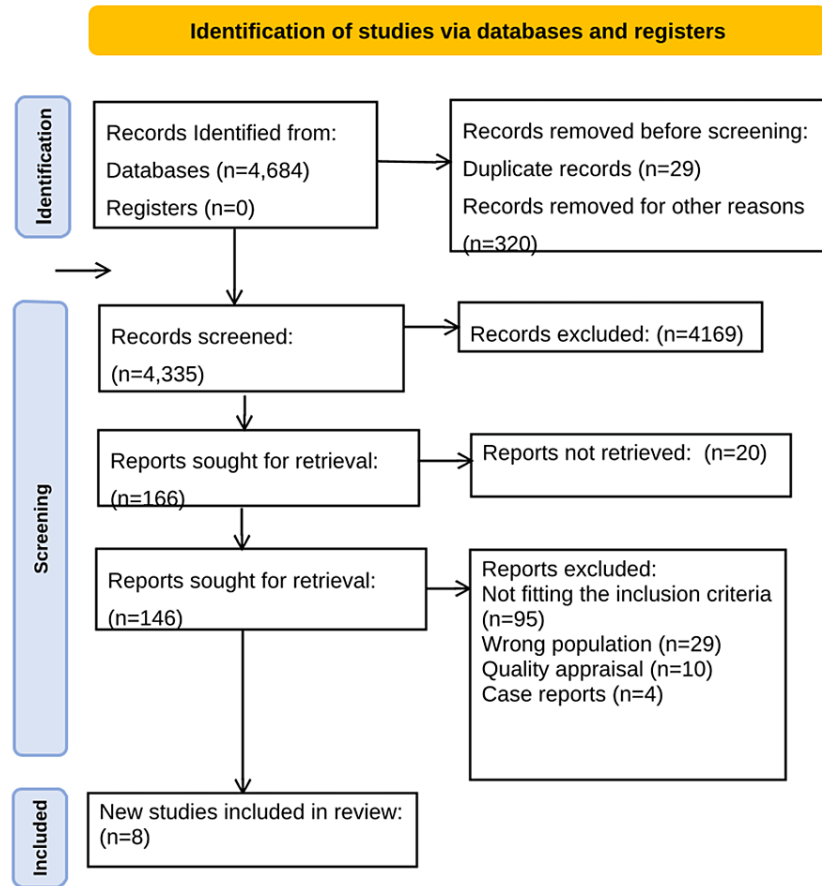 Identification of studies via databases and registers
Identification
Records Identified from:
Databases (n=4,684)
Registers (n=0)
Records removed before screening:
Duplicate records (n=29)
Records removed for other reasons
(n=320)
Screening
Records screened:
(n=4,335)
Records excluded: (n=4169)
Reports sought for retrieval:
(n=166)
Reports not retrieved:  (n=20)
Reports sought for retrieval:
(n=146)
Reports excluded:
Not fitting the inclusion criteria
(n=95)
Wrong population (n=29)
Quality appraisal (n=10)
Case reports (n=4)
Included
New studies included in review:
(n=8)